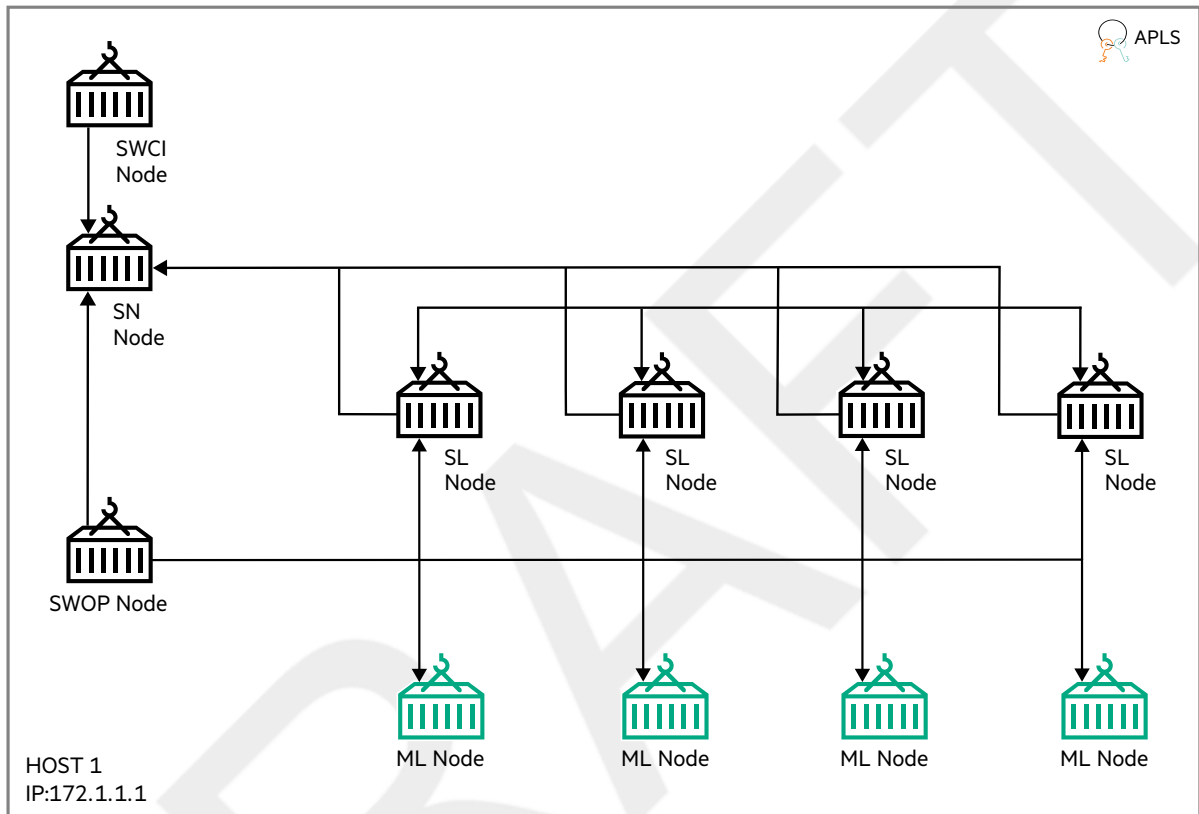 APLS
SWCI
Node
SN
Node
SL
Node
SL
Node
SL
Node
SL
Node
SWOP Node
ML Node
ML Node
ML Node
ML Node
HOST 1
IP:172.1.1.1
DRAFT